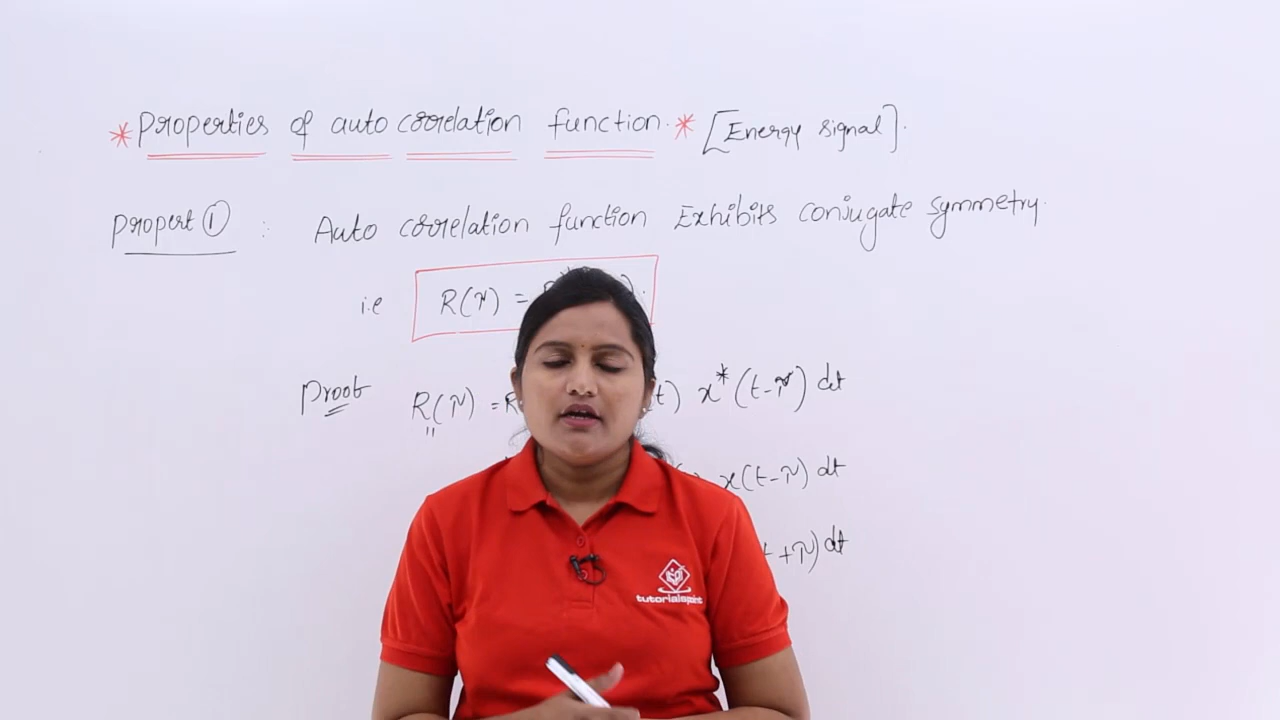 * Properties of auto correlation function. * [Energy signal].
Propert ① : Auto correlation function Exhibits conjugate symmetry.
i.e R(τ) =
Proof R(τ) = R t) x*(t-τ) dt
"
x(t-τ) dt
t+τ) dt
tutorialspoint